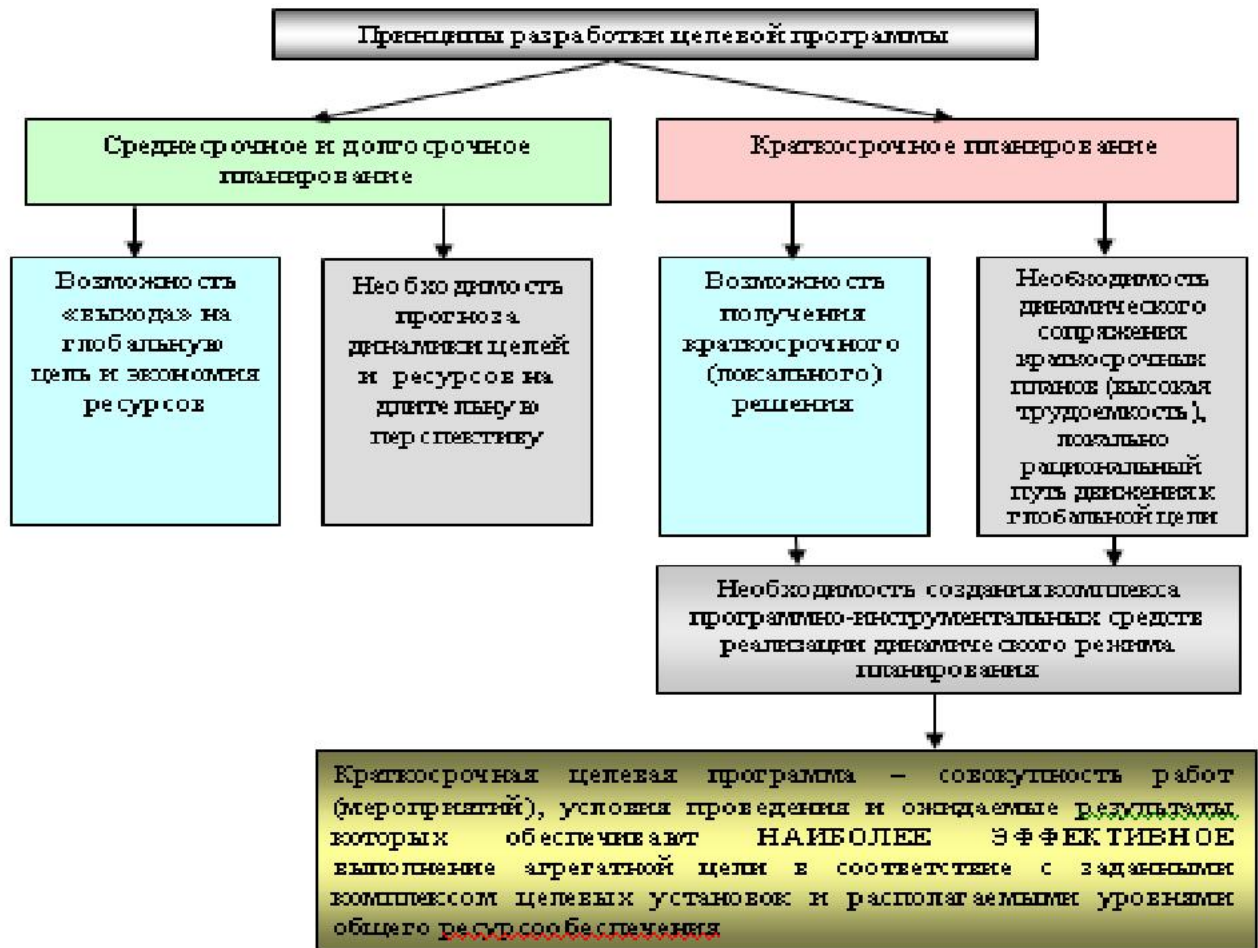 Принципы разработки целевой программы
Среднесрочное и долгосрочное
планирование
Краткосрочное планирование
Возможность
«выхода» на
глобальную
цель и экономия
ресурсов
Необходимость
прогноза
динамики целей
и ресурсов на
длительную
перспективу
Возможность
получения
краткосрочного
(локального)
решения
Необходимость
динамического
сопряжения
краткосрочных
планов (высокая
трудоемкость),
локально
рациональный
путь движения к
глобальной цели
Необходимость создания комплекса
программно-инструментальных средств
реализации динамического режима
планирования
Краткосрочная целевая программа – совокупность работ
(мероприятий), условия проведения и ожидаемые результаты
которых обеспечивают НАИБОЛЕЕ ЭФФЕКТИВНОЕ
выполнение агрегатной цели в соответствие с заданными
комплексом целевых установок и располагаемыми уровнями
общего ресурсообеспечения